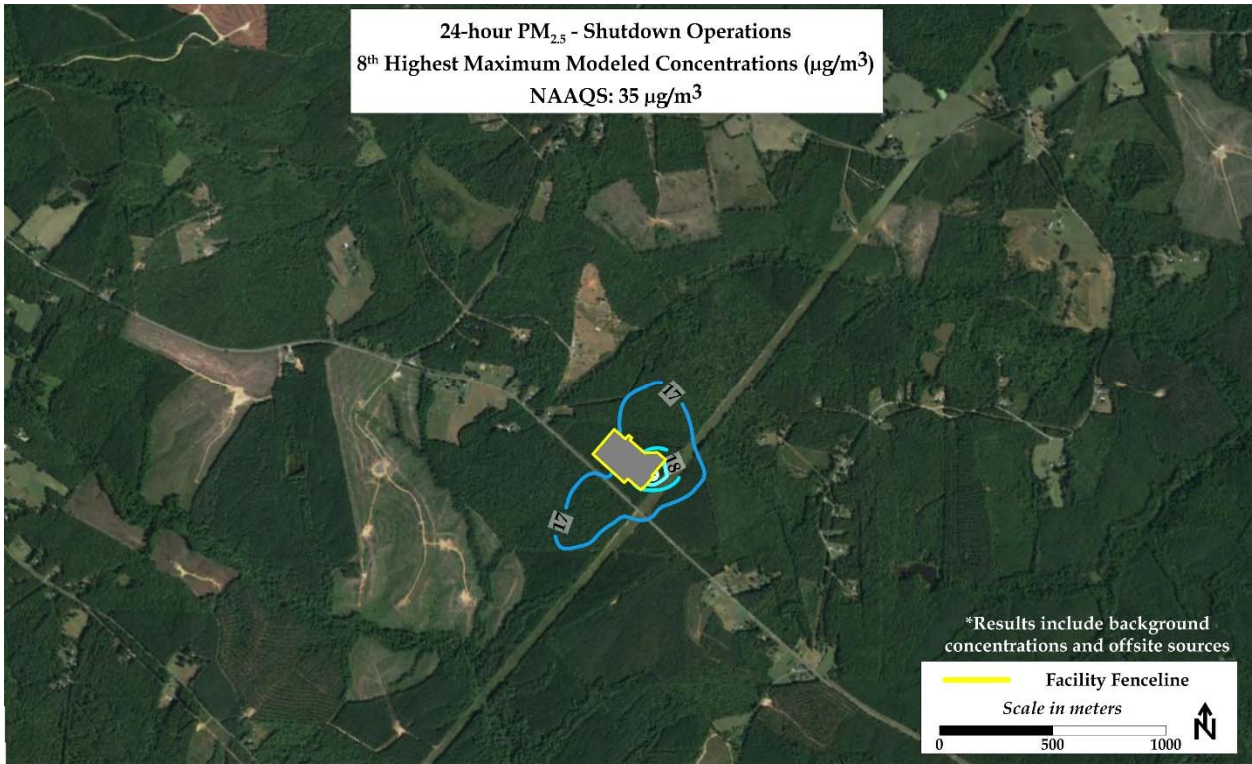 24-hour PM2.5 - Shutdown Operations
8th Highest Maximum Modeled Concentrations (µg/m3)
NAAQS: 35 µg/m3
17
18
17
*Results include background
concentrations and offsite sources
Facility Fenceline
Scale in meters
0 500 1000
N